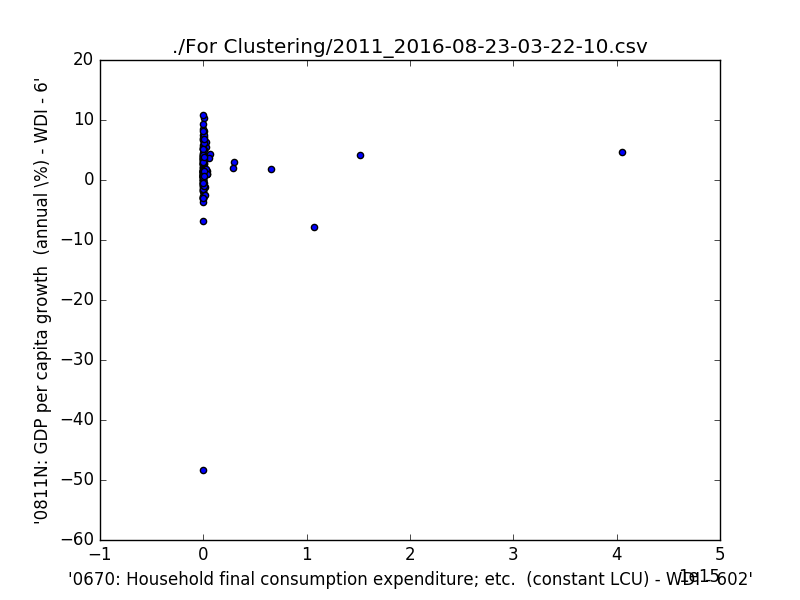 ./For Clustering/2011_2016-08-23-03-22-10.csv
20
10
0
−10
−20
−30
−40
−50
−60
'0811N: GDP per capita growth  (annual \%) - WDI - 6'
−1 0 1 2 3 4 5
1e15
'0670: Household final consumption expenditure; etc.  (constant LCU) - WDI - 602'